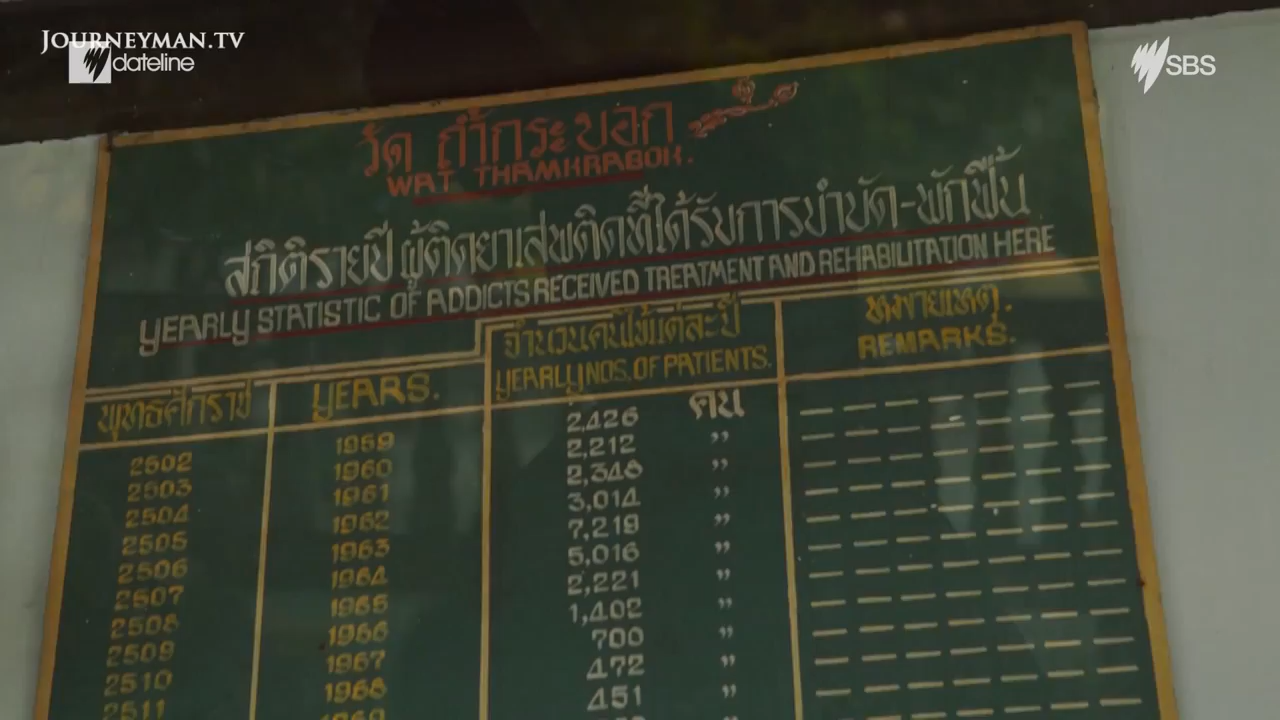 JOURNEYMAN.TV
dateline
SBS
วัด ถ้ำกระบอก
WAT THAMKRABOK.
สถิติรายปี ผู้ติดยาเสพติดที่ได้รับการบำบัด-พักฟื้น
YEARLY STATISTIC OF ADDICTS RECEIVED TREATMENT AND REHABILITATION HERE
พุทธศักราช YEARS. จำนวนคนไข้แต่ละปี YEARLY NOS. OF PATIENTS. หมายเหตุ. REMARKS.
2502 1959 2,426 คน
2503 1960 2,212 ”
2504 1961 2,348 ”
2505 1962 3,014 ”
2506 1963 7,219 ”
2507 1964 5,016 ”
2508 1965 2,221 ”
2509 1966 1,402 ”
2510 1967 700 ”
2511 1968 472 ”
1969 451 ”